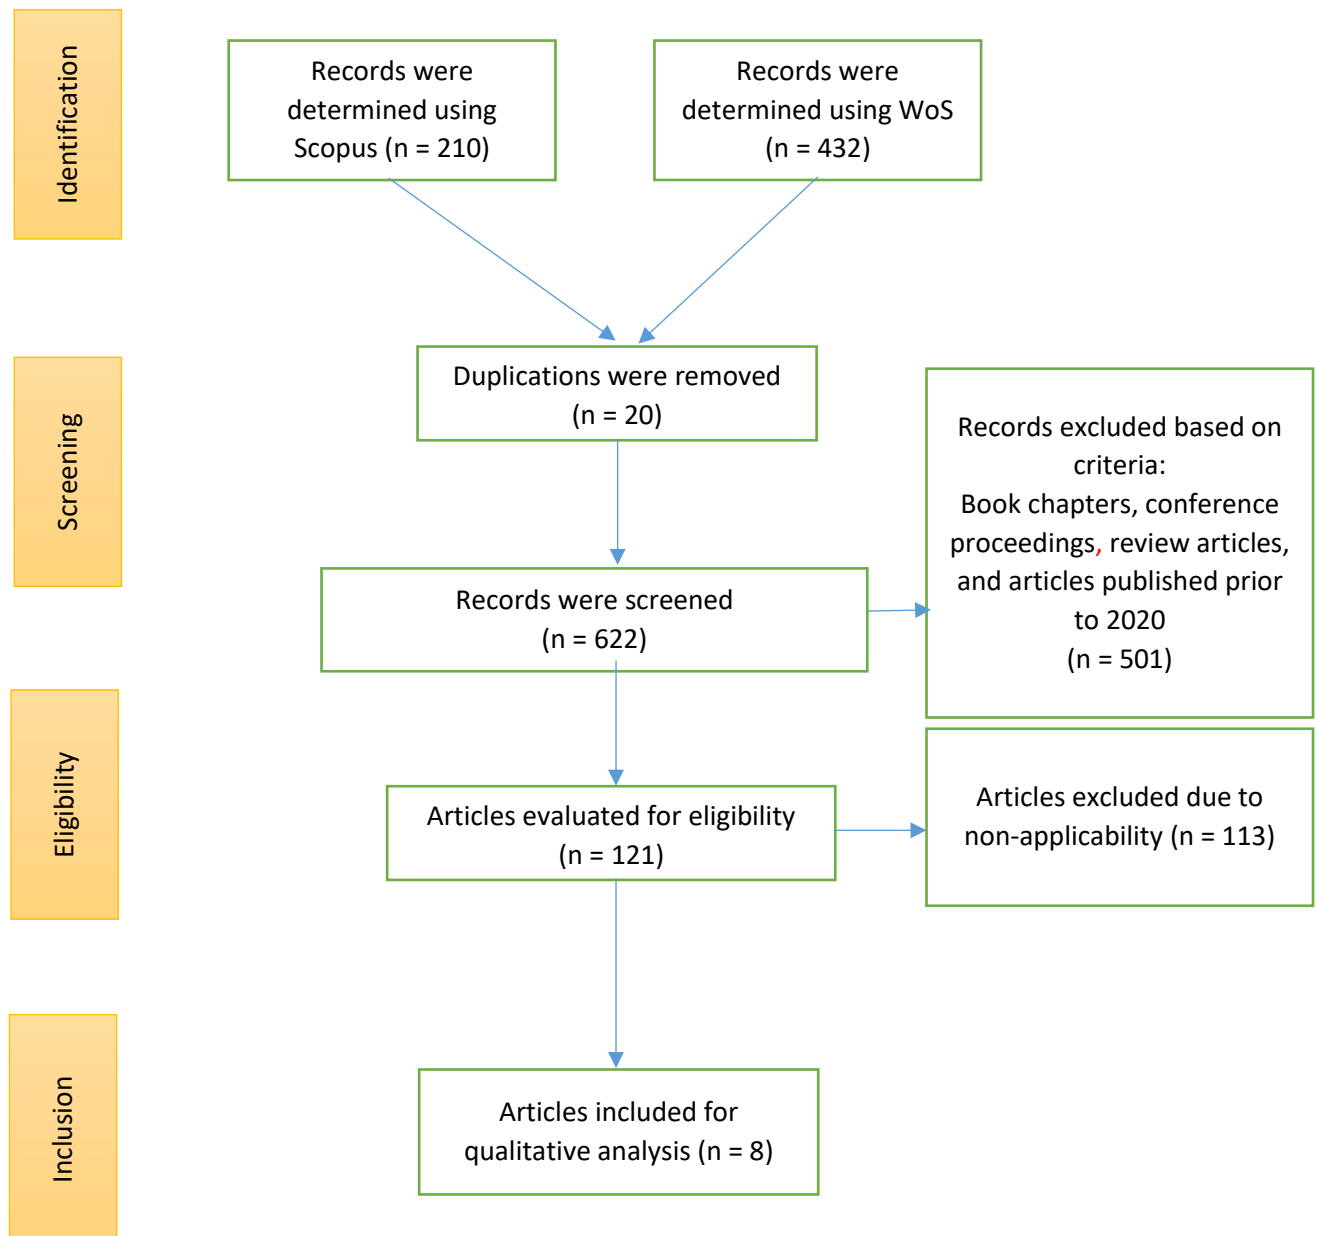 Identification
Records were
determined using
Scopus (n = 210)
Records were
determined using WoS
(n = 432)
Screening
Duplications were removed
(n = 20)
Records were screened
(n = 622)
Records excluded based on
criteria:
Book chapters, conference
proceedings, review articles,
and articles published prior
to 2020
(n = 501)
Eligibility
Articles evaluated for eligibility
(n = 121)
Articles excluded due to
non-applicability (n = 113)
Inclusion
Articles included for
qualitative analysis (n = 8)